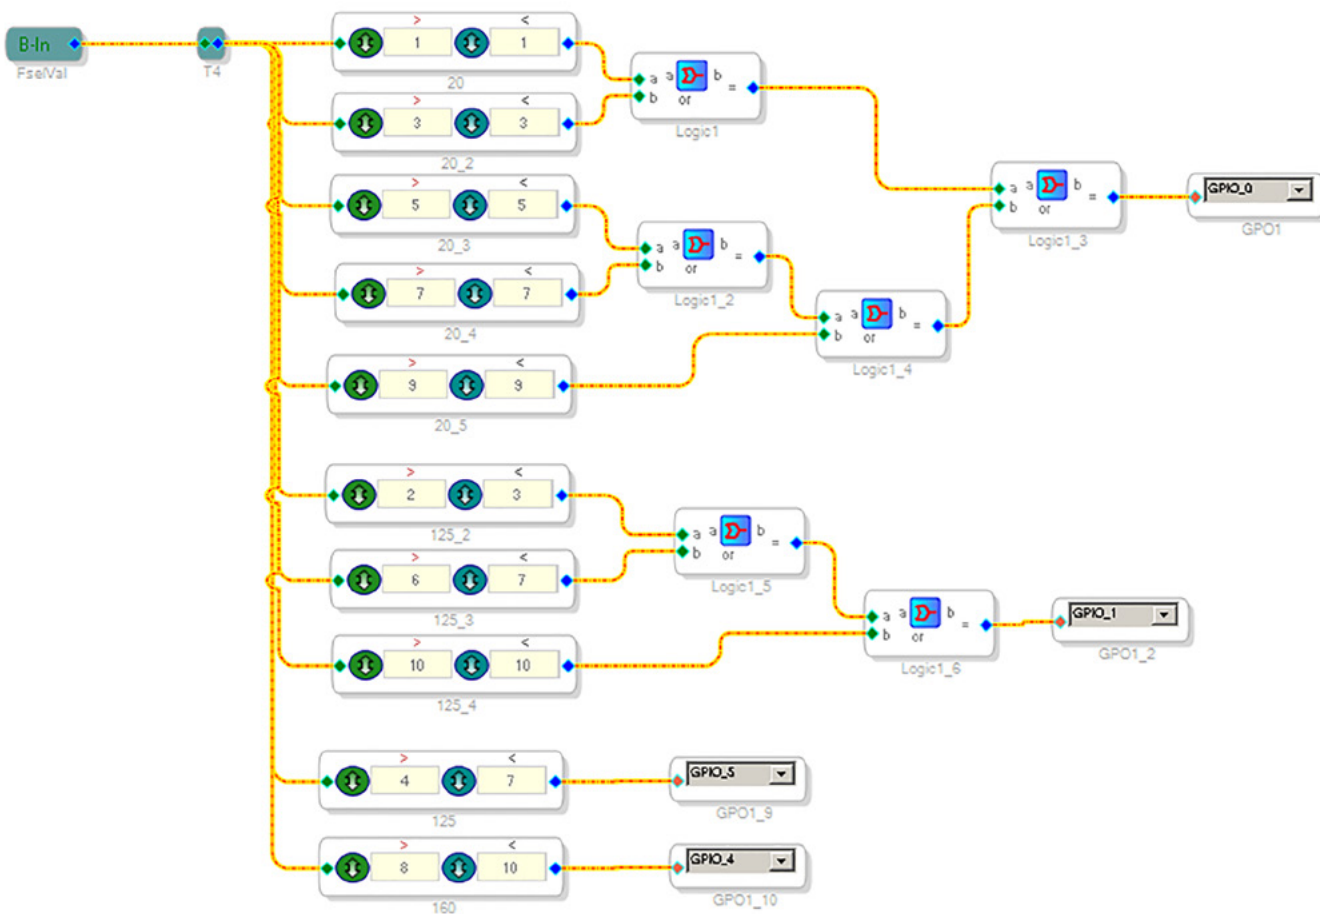 B-In
FselVal
T4
> <
1 1
20
> <
3 3
20_2
> <
5 5
20_3
> <
7 7
20_4
> <
9 9
20_5
> <
2 3
125_2
> <
6 7
125_3
> <
10 10
125_4
> <
4 7
125
> <
8 10
160
a a b
b or =
Logic1
a a b
b or =
Logic1_2
a a b
b or =
Logic1_4
a a b
b or =
Logic1_3
GPIO_0
GPO1
a a b
b or =
Logic1_5
a a b
b or =
Logic1_6
GPIO_1
GPO1_2
GPIO_5
GPO1_9
GPIO_4
GPO1_10